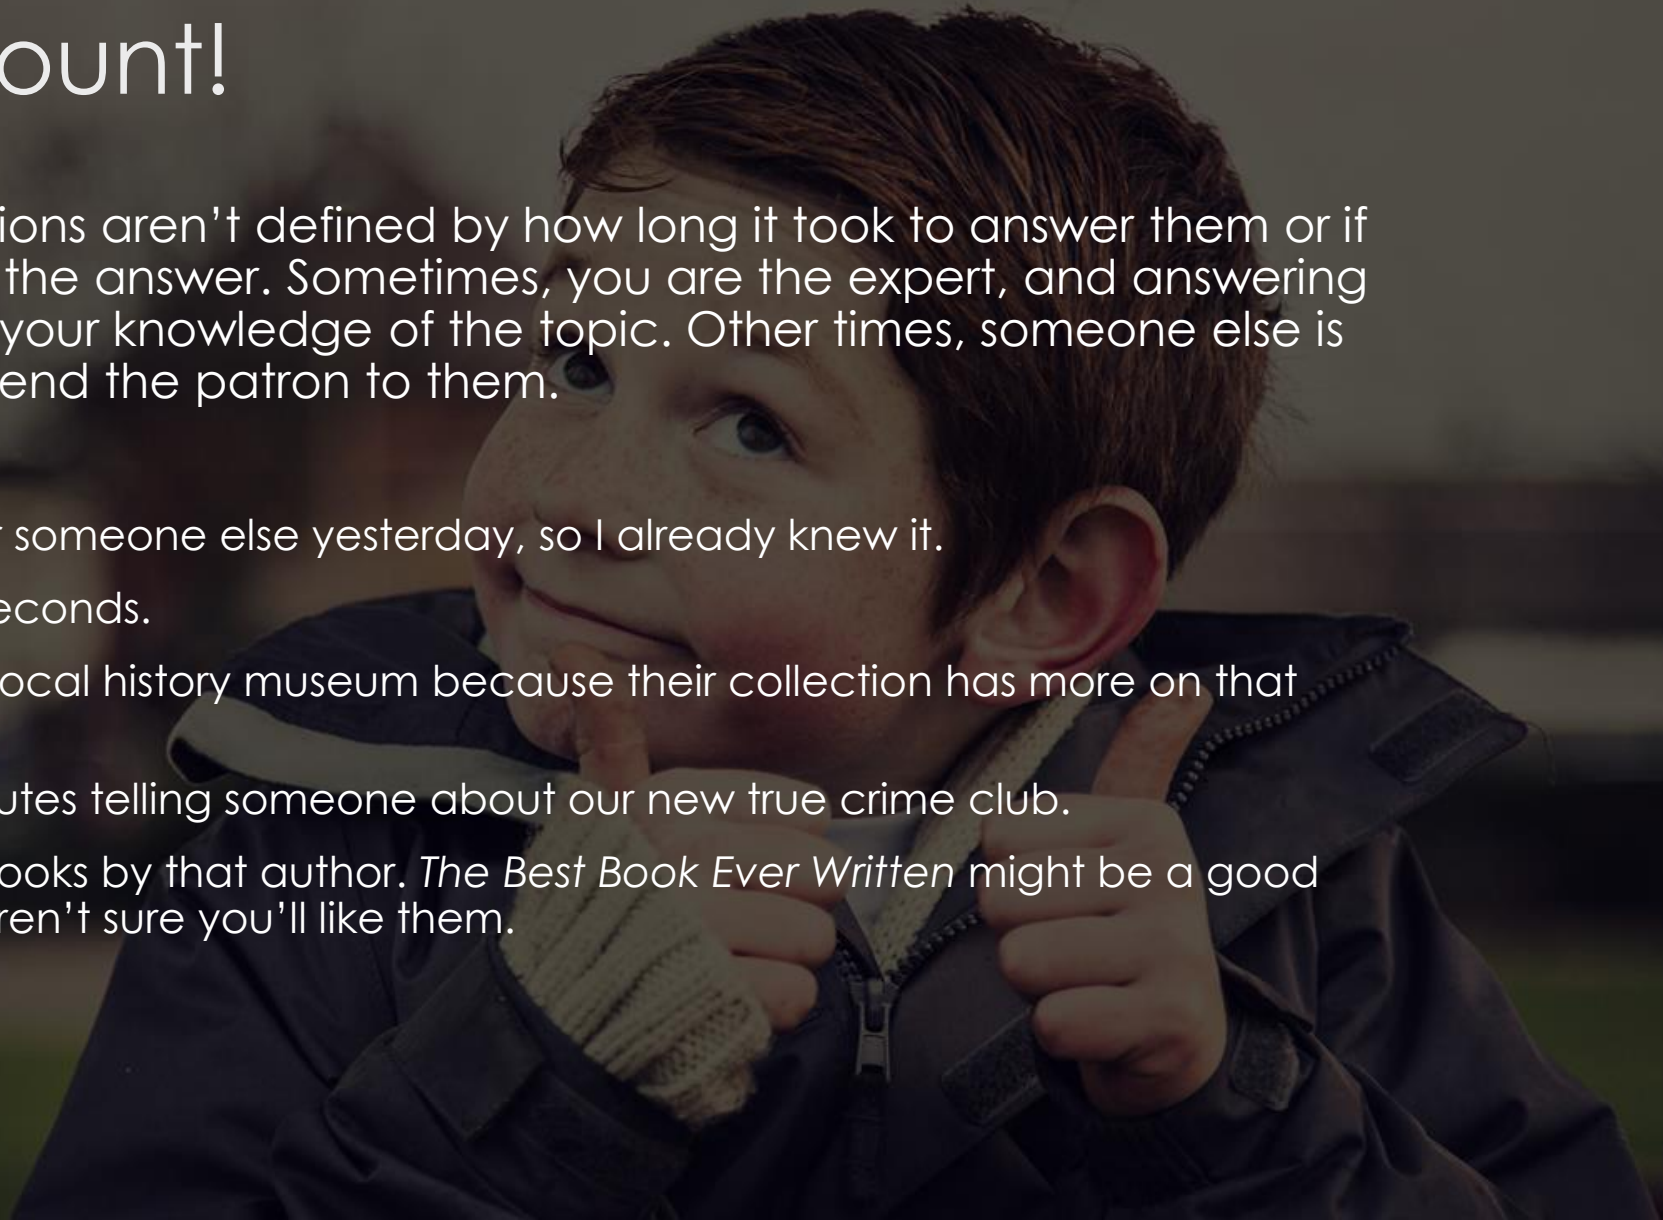 ount!
ions aren’t defined by how long it took to answer them or if
the answer. Sometimes, you are the expert, and answering
your knowledge of the topic. Other times, someone else is
end the patron to them.
r someone else yesterday, so I already knew it.
econds.
ocal history museum because their collection has more on that
utes telling someone about our new true crime club.
ooks by that author. The Best Book Ever Written might be a good
ren’t sure you’ll like them.